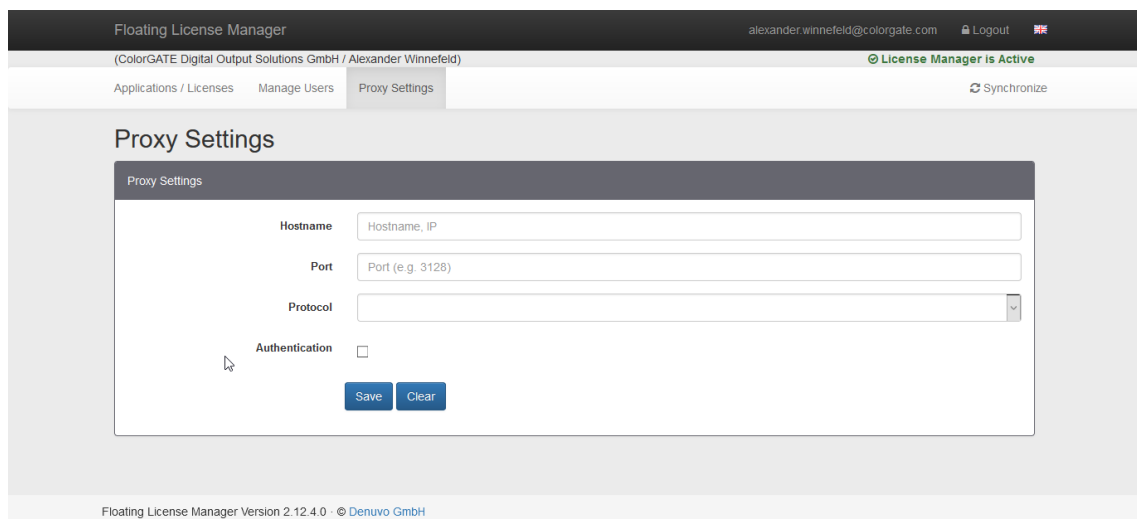 Floating License Manager alexander.winnefeld@colorgate.com Logout
(ColorGATE Digital Output Solutions GmbH / Alexander Winnefeld) License Manager is Active
Applications / Licenses Manage Users Proxy Settings Synchronize
Proxy Settings
Proxy Settings
Hostname Hostname, IP
Port Port (e.g. 3128)
Protocol
Authentication
Save Clear
Floating License Manager Version 2.12.4.0 · © Denuvo GmbH